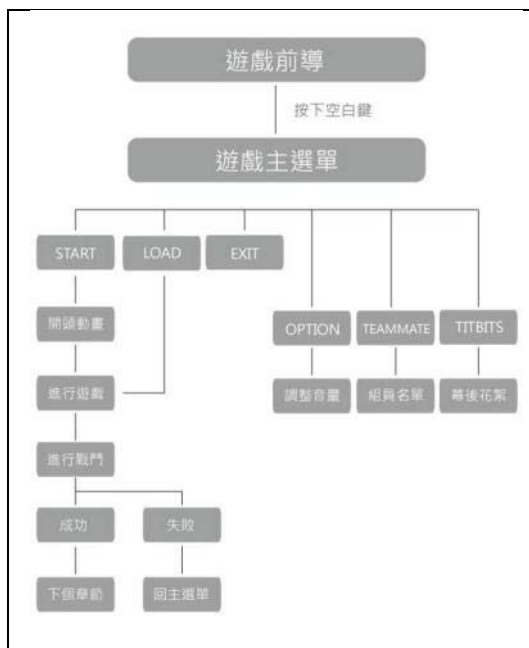 遊戲前導
按下空白鍵
遊戲主選單
START LOAD EXIT
開頭動畫
OPTION TEAMMATE TITBITS
進行遊戲
調整音量 組員名單 幕後花絮
進行戰鬥
成功 失敗
下個章節 回主選單